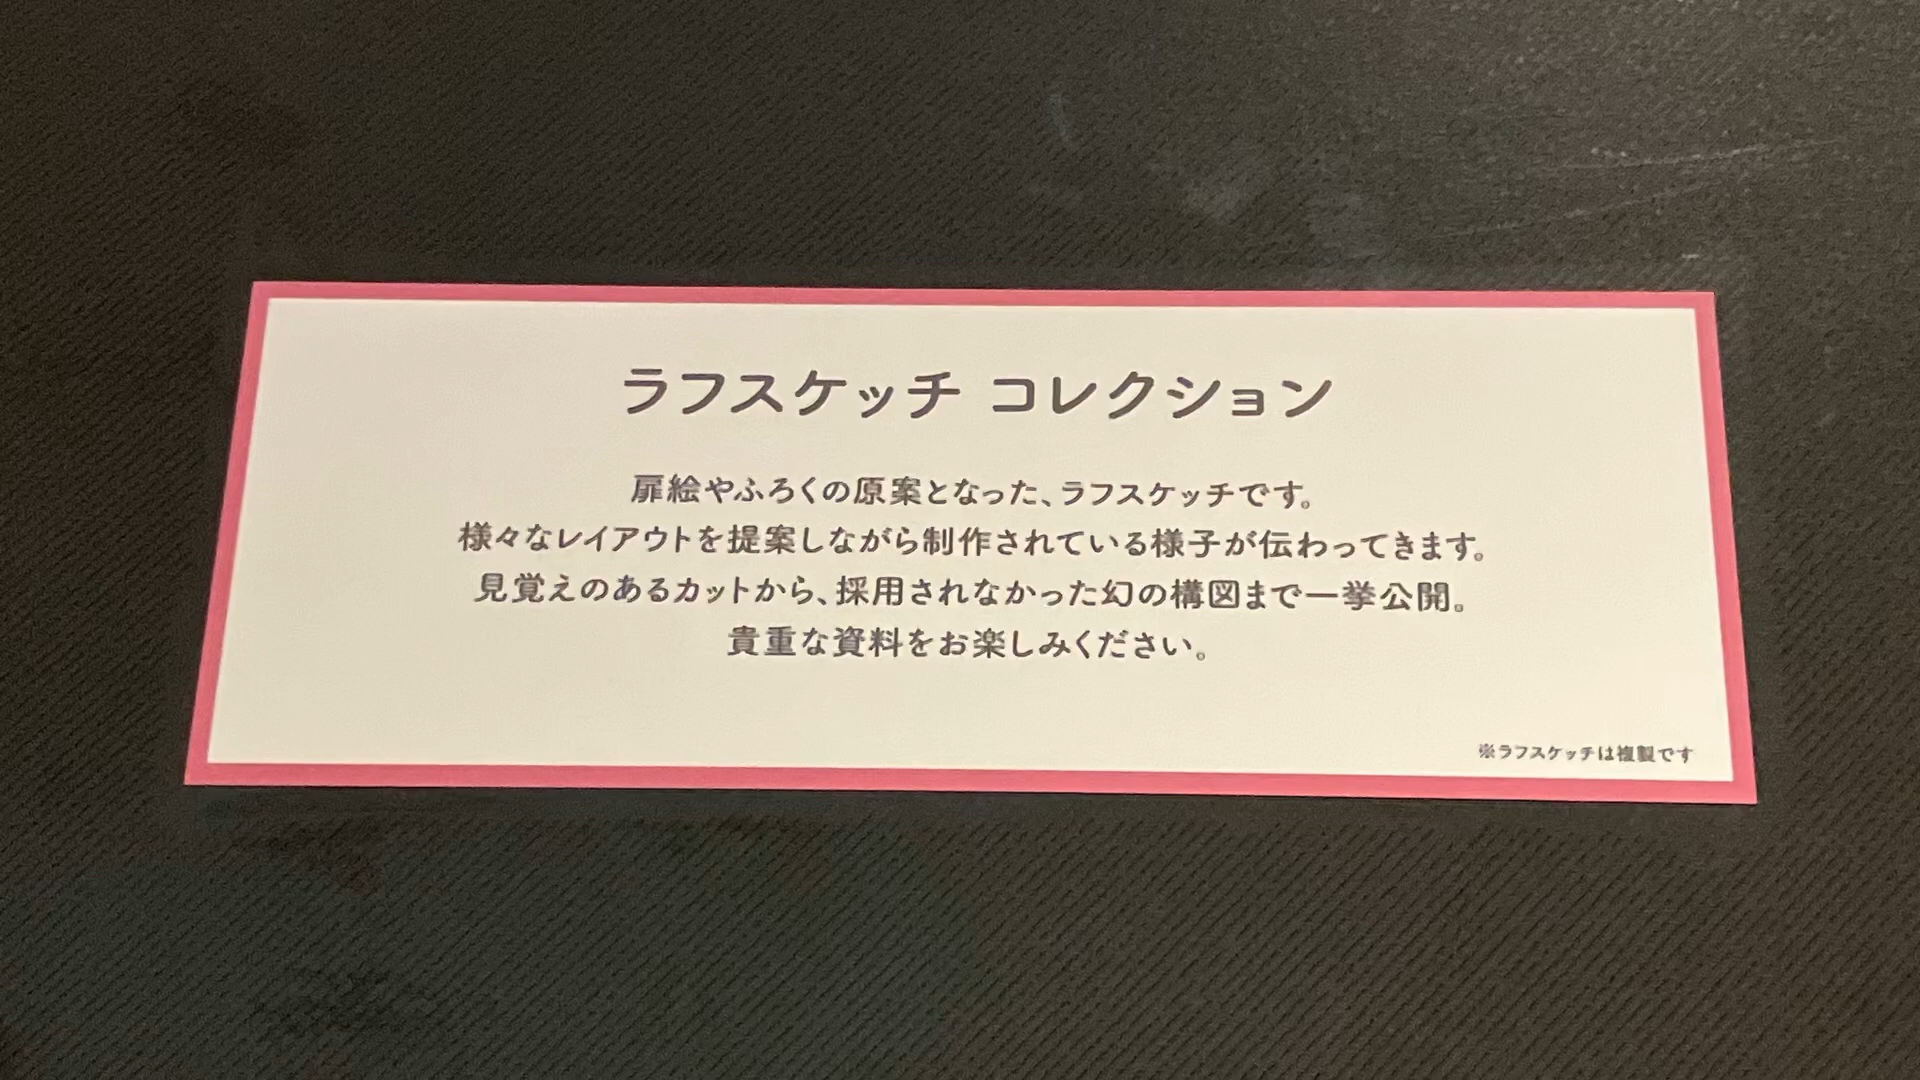 ラフスケッチ コレクション
扉絵やふろくの原案となった、ラフスケッチです。
様々なレイアウトを提案しながら制作されている様子が伝わってきます。
見覚えのあるカットから、採用されなかった幻の構図まで一挙公開。
貴重な資料をお楽しみください。
※ラフスケッチは複製です